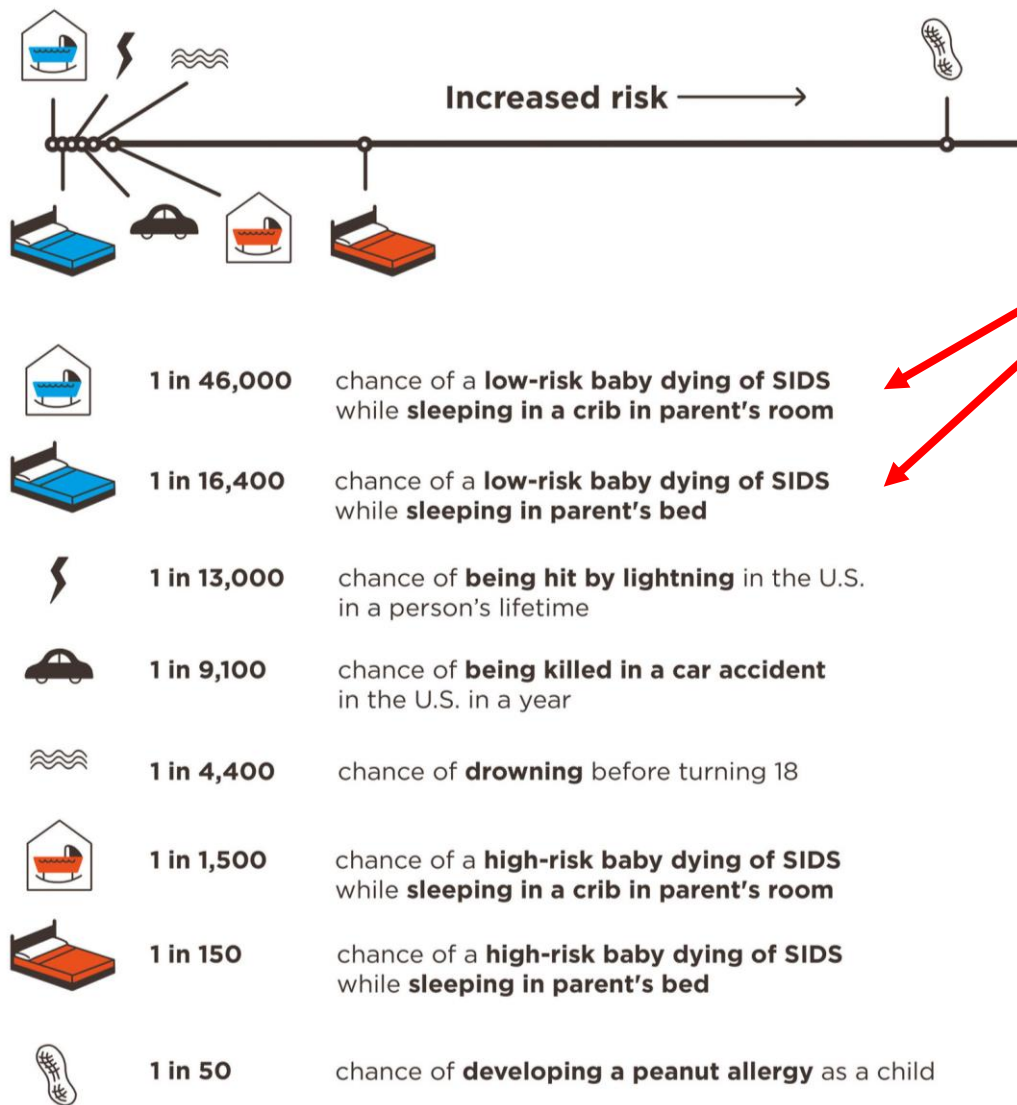 Increased risk
1 in 46,000 chance of a low-risk baby dying of SIDS
while sleeping in a crib in parent's room
1 in 16,400 chance of a low-risk baby dying of SIDS
while sleeping in parent's bed
1 in 13,000 chance of being hit by lightning in the U.S.
in a person’s lifetime
1 in 9,100 chance of being killed in a car accident
in the U.S. in a year
1 in 4,400 chance of drowning before turning 18
1 in 1,500 chance of a high-risk baby dying of SIDS
while sleeping in a crib in parent's room
1 in 150 chance of a high-risk baby dying of SIDS
while sleeping in parent's bed
1 in 50 chance of developing a peanut allergy as a child